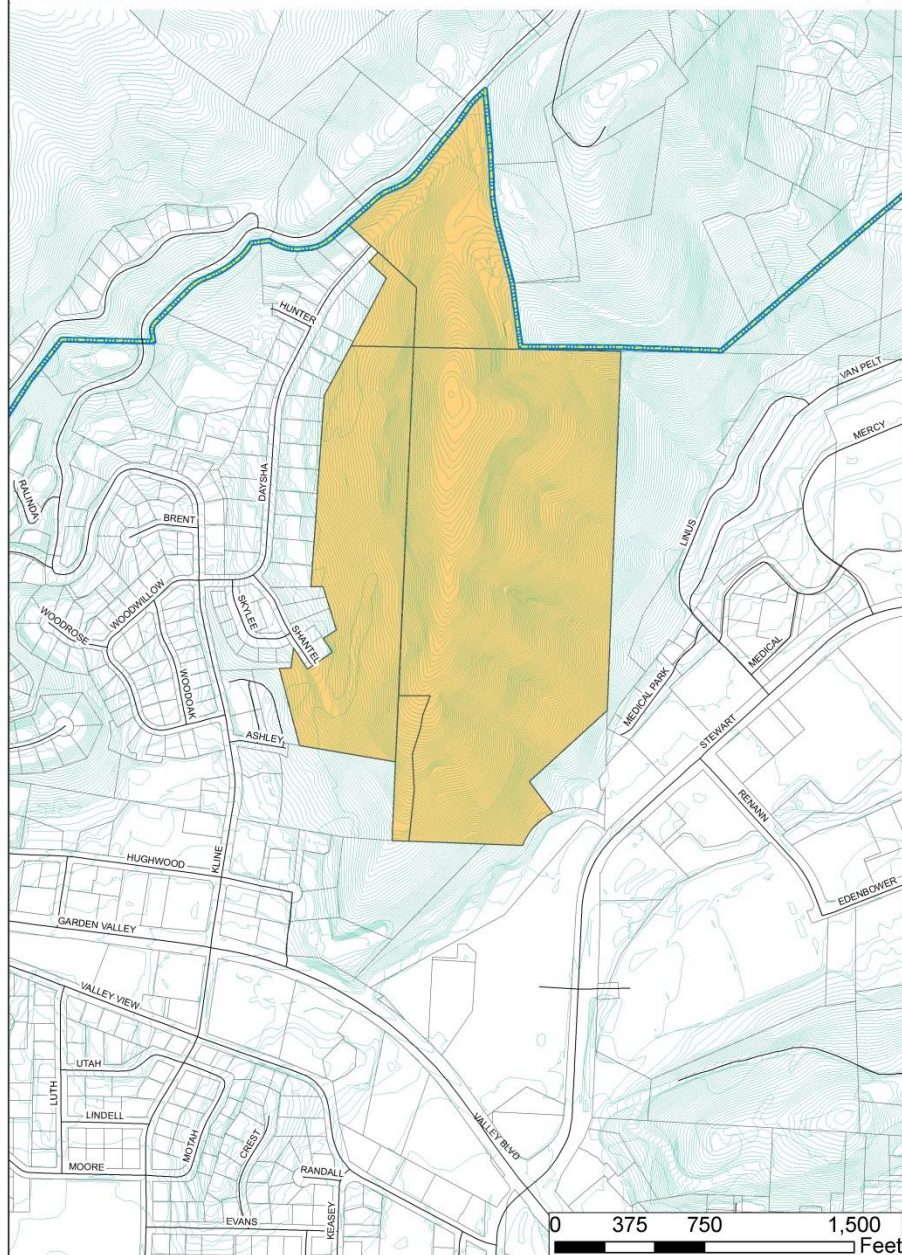 HUNTER
VAN PELT
MERCY
DAYSHA
RALINDA
BRENT
LINUS
WOODWILLOW
SKYLEE
WOODROSE
SHANTEL
WOODOAK
MEDICAL
MEDICAL PARK
ASHLEY
STEWART
RENANN
HUGHWOOD
KLINE
EDENBOWER
GARDEN VALLEY
VALLEY VIEW
UTAH
LUTH
LINDELL
MOTAH
CREST
VALLEY BLVD
MOORE
RANDALL
KEASEY
EVANS
0 375 750 1,500
Feet